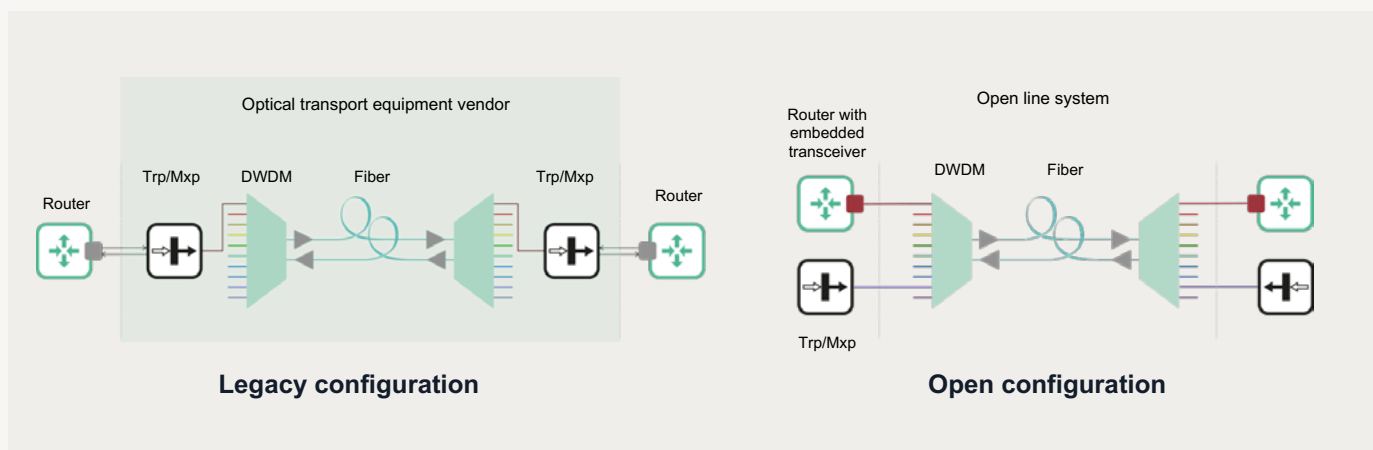 Optical transport equipment vendor
Trp/Mxp
DWDM
Fiber
Trp/Mxp
Router
Router
Legacy configuration
Open line system
Router with
embedded
transceiver
DWDM
Fiber
Trp/Mxp
Open configuration